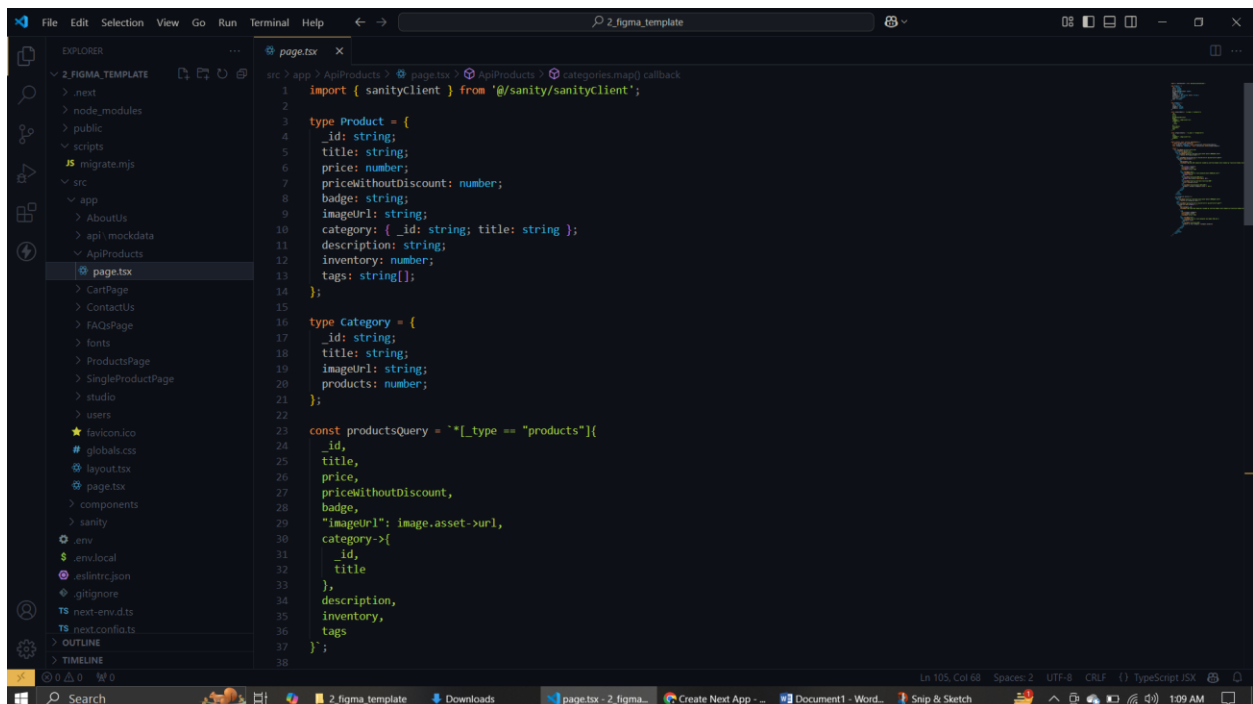 File Edit Selection View Go Run Terminal Help
2_figma_template
EXPLORER
page.tsx
2_FIGMA_TEMPLATE
src > app > ApiProducts > page.tsx > ApiProducts > categories.map() callback
.next
node_modules
public
scripts
JS migrate.mjs
src
app
AboutUs
api \ mockdata
ApiProducts
page.tsx
CartPage
ContactUs
FAQsPage
fonts
ProductsPage
SingleProductPage
studio
users
favicon.ico
# globals.css
layout.tsx
page.tsx
components
sanity
.env
$ .env.local
.eslintrc.json
.gitignore
TS next-env.d.ts
TS next.config.ts
OUTLINE
TIMELINE
1 import { sanityClient } from '@/sanity/sanityClient';
2
3 type Product = {
4 _id: string;
5 title: string;
6 price: number;
7 priceWithoutDiscount: number;
8 badge: string;
9 imageUrl: string;
10 category: { _id: string; title: string };
11 description: string;
12 inventory: number;
13 tags: string[];
14 };
15
16 type Category = {
17 _id: string;
18 title: string;
19 imageUrl: string;
20 products: number;
21 };
22
23 const productsQuery = `*[_type == "products"]{
24 _id,
25 title,
26 price,
27 priceWithoutDiscount,
28 badge,
29 "imageUrl": image.asset->url,
30 category->{
31 _id,
32 title
33 },
34 description,
35 inventory,
36 tags
37 }`;
38
0 0 0 Ln 105, Col 68 Spaces: 2 UTF-8 CRLF {} TypeScript JSX
Search 2_figma_template Downloads page.tsx - 2_figma... Create Next App - ... Document1 - Word... Snip & Sketch 1:09 AM